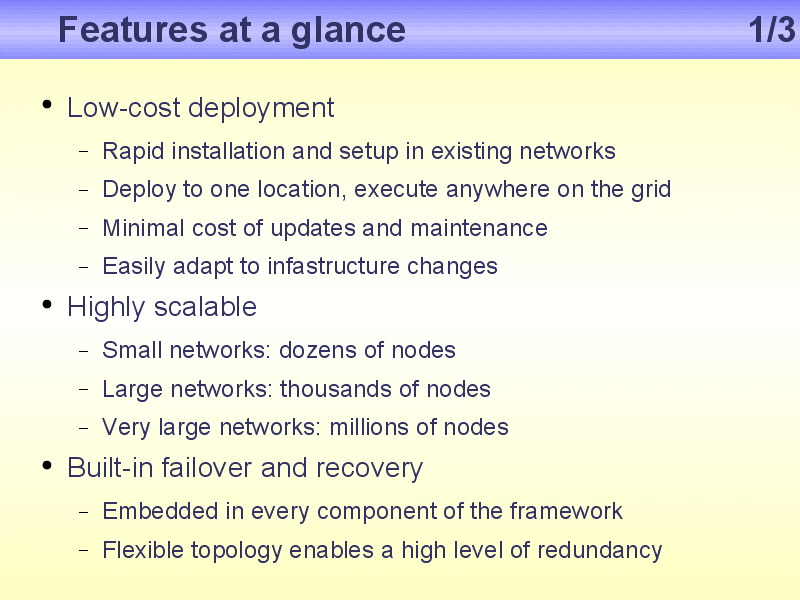 Features at a glance 1/3
• Low-cost deployment
– Rapid installation and setup in existing networks
– Deploy to one location, execute anywhere on the grid
– Minimal cost of updates and maintenance
– Easily adapt to infastructure changes
• Highly scalable
– Small networks: dozens of nodes
– Large networks: thousands of nodes
– Very large networks: millions of nodes
• Built-in failover and recovery
– Embedded in every component of the framework
– Flexible topology enables a high level of redundancy